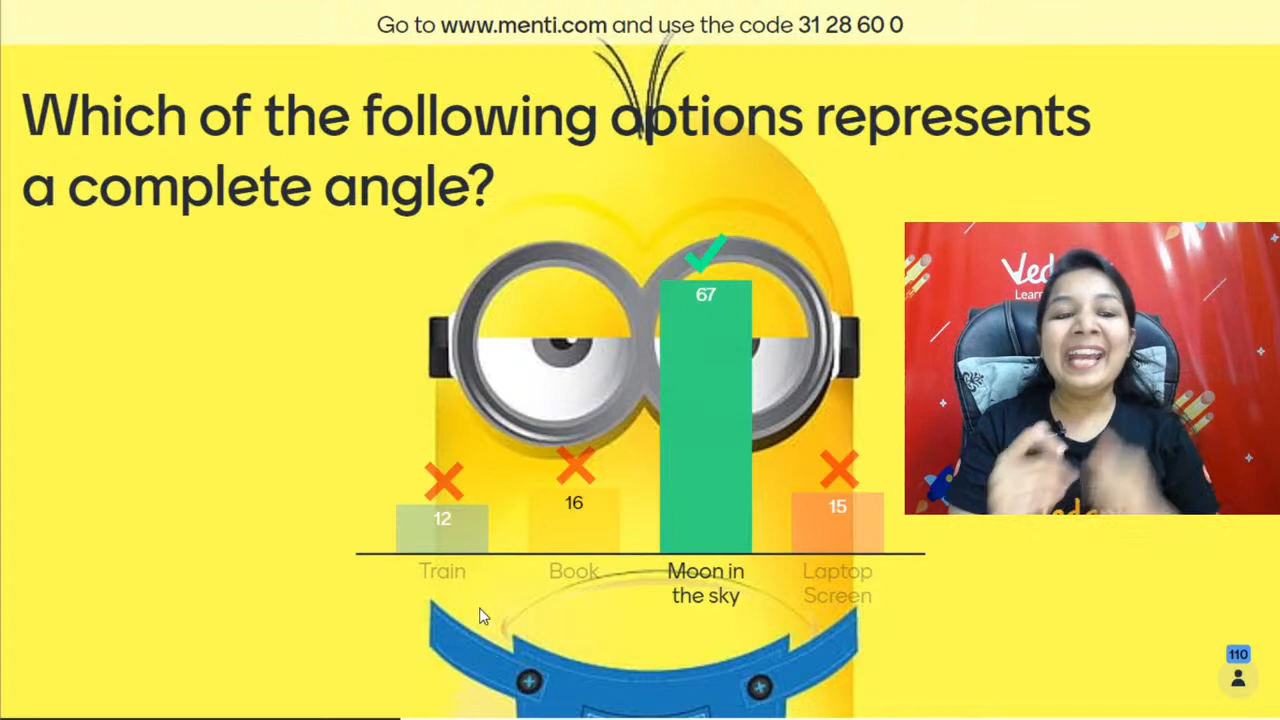 Go to www.menti.com and use the code 31 28 60 0
Which of the following options represents
a complete angle?
67
12
16
15
Train
Book
Moon in
the sky
Laptop
Screen
110